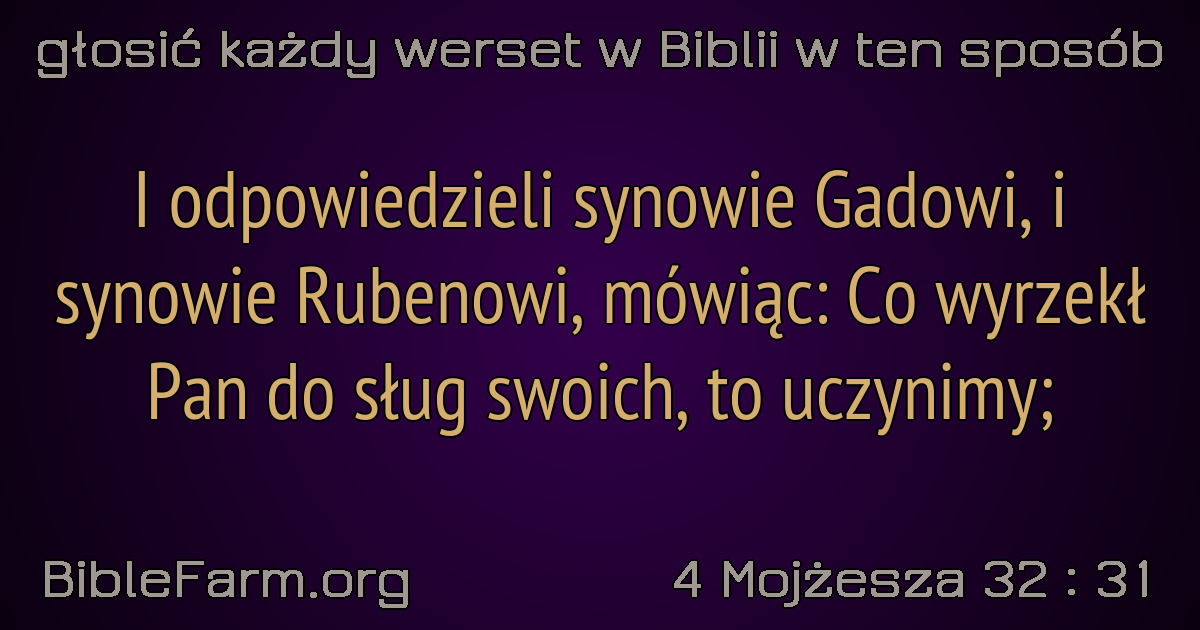 głosić każdy werset w Biblii w ten sposób
I odpowiedzieli synowie Gadowi, i
synowie Rubenowi, mówiąc: Co wyrzekł
Pan do sług swoich, to uczynimy;
BibleFarm.org
4 Mojżesza 32 : 31